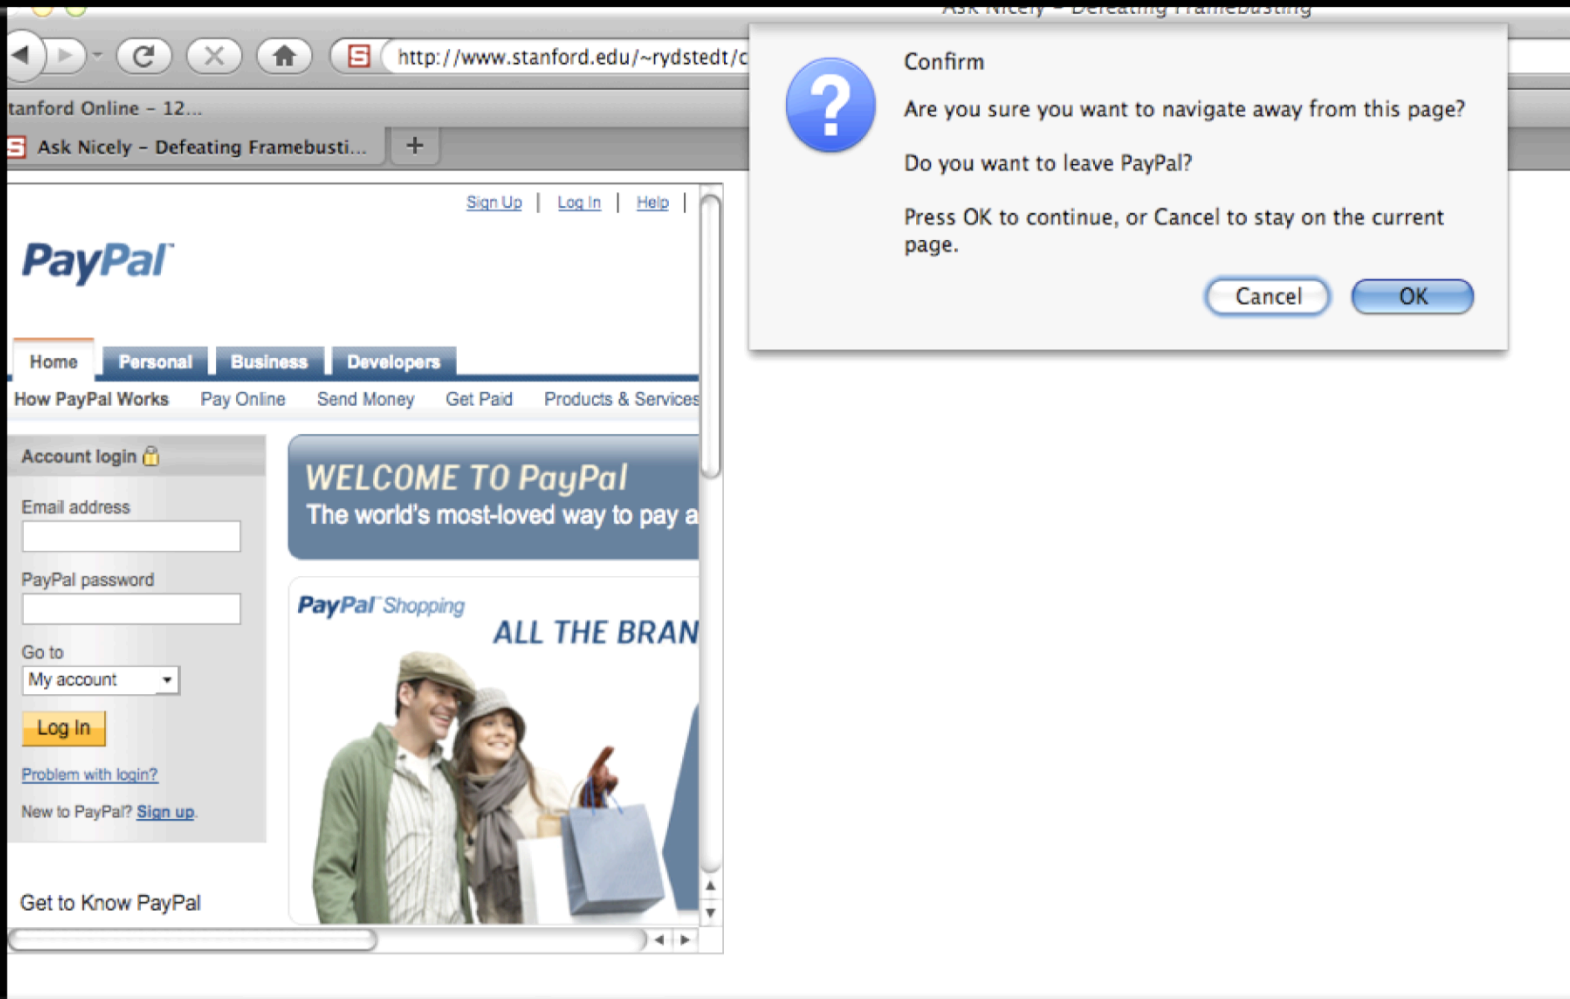 Ask Nicely – Defeating Framebusting
http://www.stanford.edu/~rydstedt/c
tanford Online – 12...
Ask Nicely – Defeating Framebusti...
+
Confirm
Are you sure you want to navigate away from this page?
Do you want to leave PayPal?
Press OK to continue, or Cancel to stay on the current
page.
Cancel OK
Sign Up | Log In | Help |
PayPal™
Home Personal Business Developers
How PayPal Works Pay Online Send Money Get Paid Products & Services
Account login
Email address
PayPal password
Go to
My account
Log In
Problem with login?
New to PayPal? Sign up.
Get to Know PayPal
WELCOME TO PayPal
The world's most-loved way to pay a
PayPal™ Shopping
ALL THE BRAN